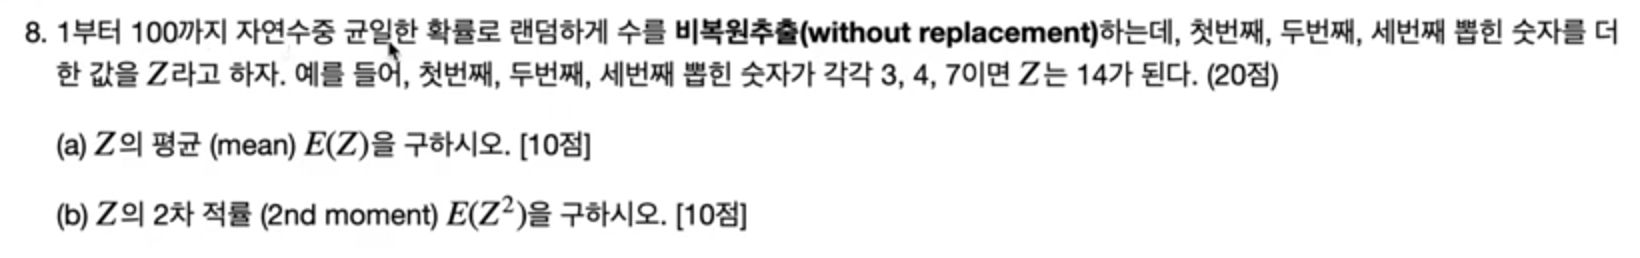 8. 1부터 100까지 자연수중 균일한 확률로 랜덤하게 수를 비복원추출(without replacement)하는데, 첫번째, 두번째, 세번째 뽑힌 숫자를 더
한 값을 Z라고 하자. 예를 들어, 첫번째, 두번째, 세번째 뽑힌 숫자가 각각 3, 4, 7이면 Z는 14가 된다. (20점)
(a) Z의 평균 (mean) E(Z)을 구하시오. [10점]
(b) Z의 2차 적률 (2nd moment) E(Z²)을 구하시오. [10점]